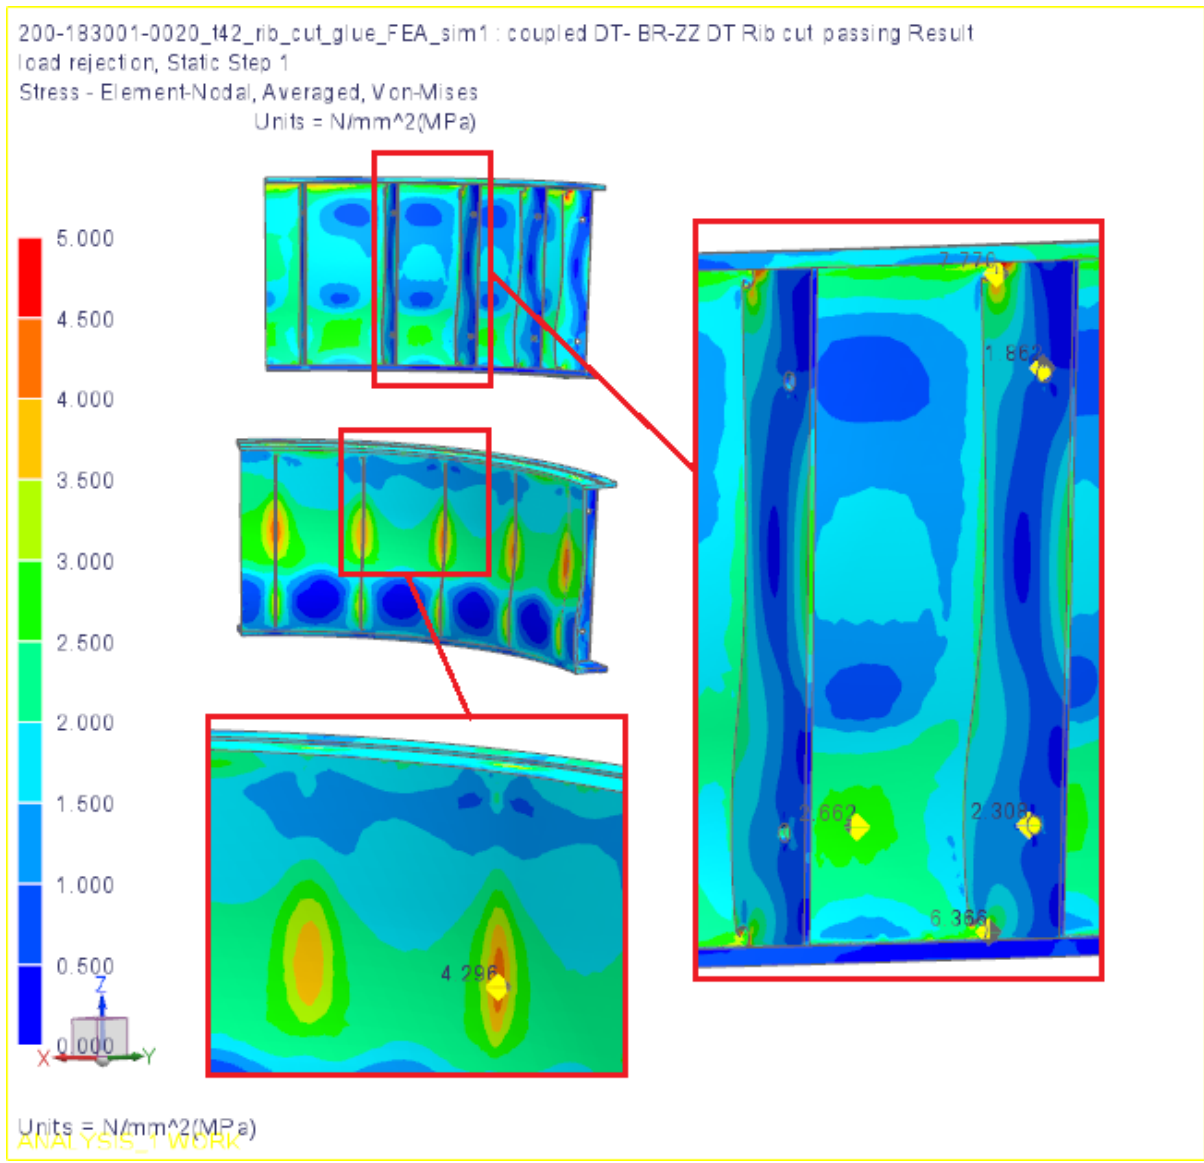 200-183001-0020_t42_rib_cut_glue_FEA_sim1 : coupled DT- BR-ZZ DT Rib cut passing Result
load rejection, Static Step 1
Stress - Element-Nodal, Averaged, Von-Mises
Units = N/mm^2(MPa)
5.000
4.500
4.000
3.500
3.000
2.500
2.000
1.500
1.000
0.500
0.000
Z
X
Y
7.776
1.862
2.662
2.308
6.366
4.296
Units = N/mm^2(MPa)
ANALYSIS_1 WORK